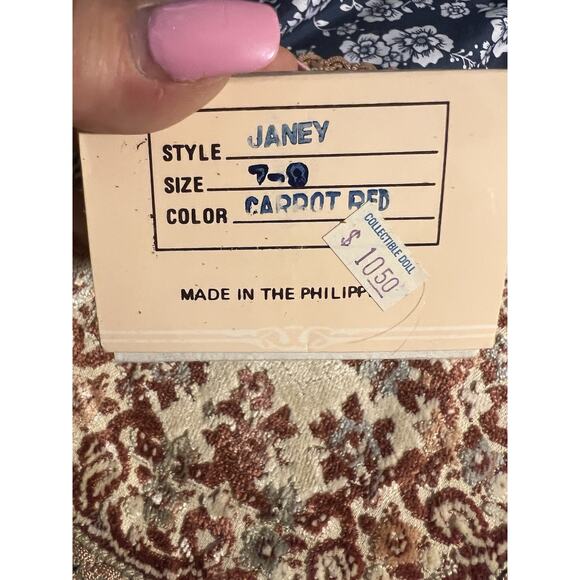 STYLE JANEY
SIZE 7-8
COLOR CARROT RED
COLLECTIBLE DOLL
$ 10.50
MADE IN THE PHILIPP